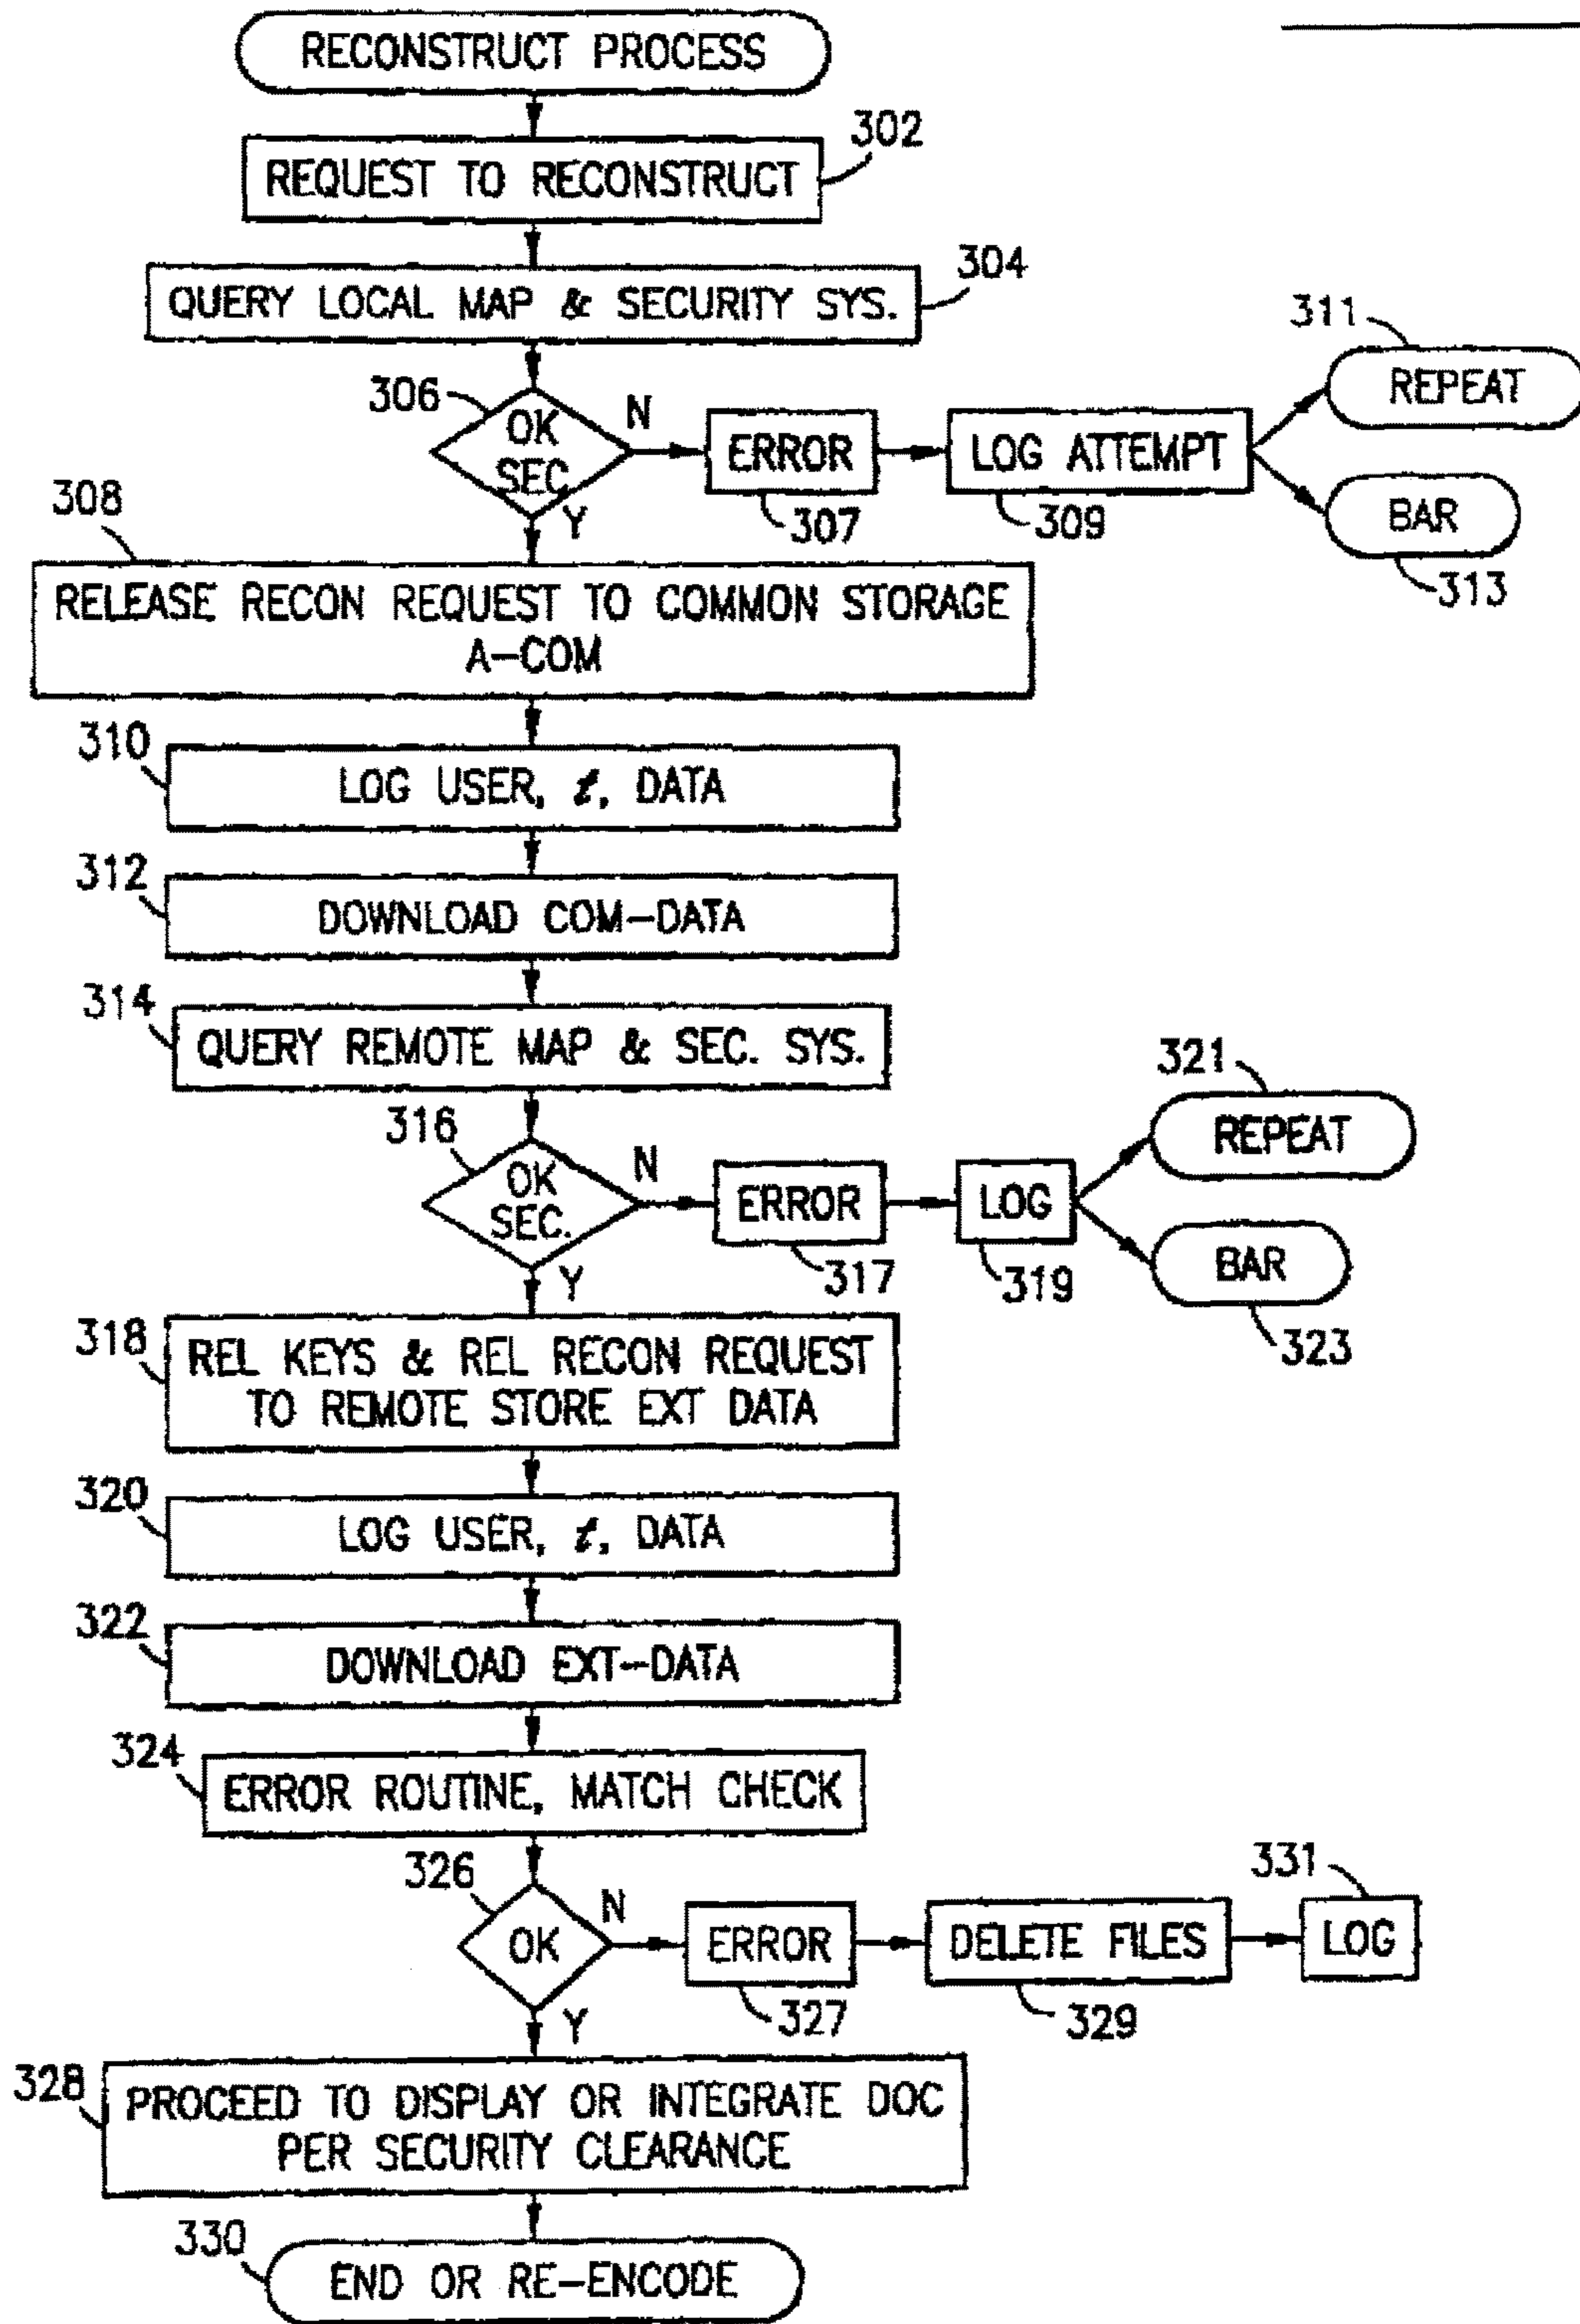 RECONSTRUCT PROCESS
302
REQUEST TO RECONSTRUCT
304
QUERY LOCAL MAP & SECURITY SYS.
311
REPEAT
306
OK
SEC
N
ERROR
307
LOG ATTEMPT
309
BAR
313
Y
308
RELEASE RECON REQUEST TO COMMON STORAGE
A-COM
310
LOG USER, t, DATA
312
DOWNLOAD COM-DATA
314
QUERY REMOTE MAP & SEC. SYS.
321
REPEAT
316
OK
SEC.
N
ERROR
317
LOG
319
BAR
323
Y
318
REL KEYS & REL RECON REQUEST
TO REMOTE STORE EXT DATA
320
LOG USER, t, DATA
322
DOWNLOAD EXT-DATA
324
ERROR ROUTINE, MATCH CHECK
326
OK
N
ERROR
327
DELETE FILES
329
331
LOG
Y
328
PROCEED TO DISPLAY OR INTEGRATE DOC
PER SECURITY CLEARANCE
330
END OR RE-ENCODE